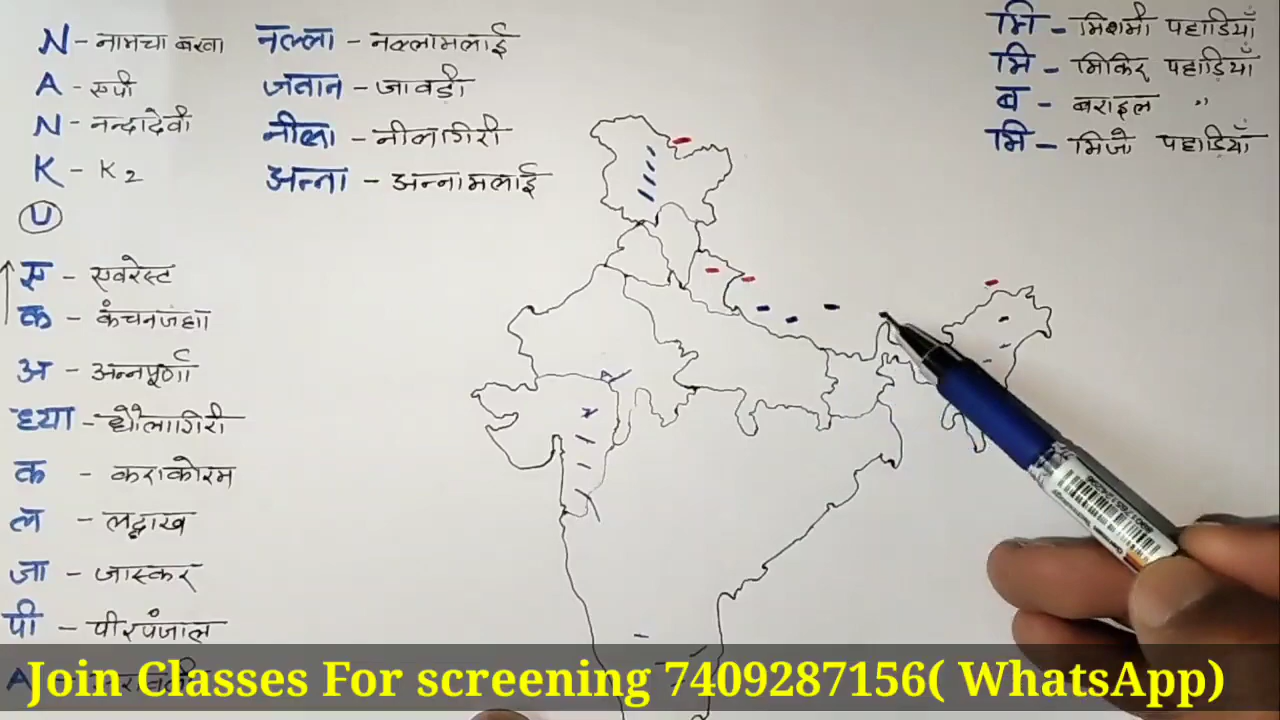 N - नामचा बरवा
A - रुपी
N - नन्दादेवी
K - K2
U
ए - एवरेस्ट
क - कंचनजंघा
अ - अन्नपूर्णा
ध्या - धौलागिरी
क - कराकोरम
ल - लद्दाख
जा - जास्कर
पी - पीरपंजाल
A -
नल्ला - नल्लामलाई
जवान - जावडी
नीला - नीलागिरी
अन्ना - अन्नामलाई
मि - मिशमी पहाड़ियाँ
मि - मिकिर पहाड़ियाँ
ब - बराइल "
मि - मिजो पहाड़ियाँ
Join Classes For screening 7409287156( WhatsApp)